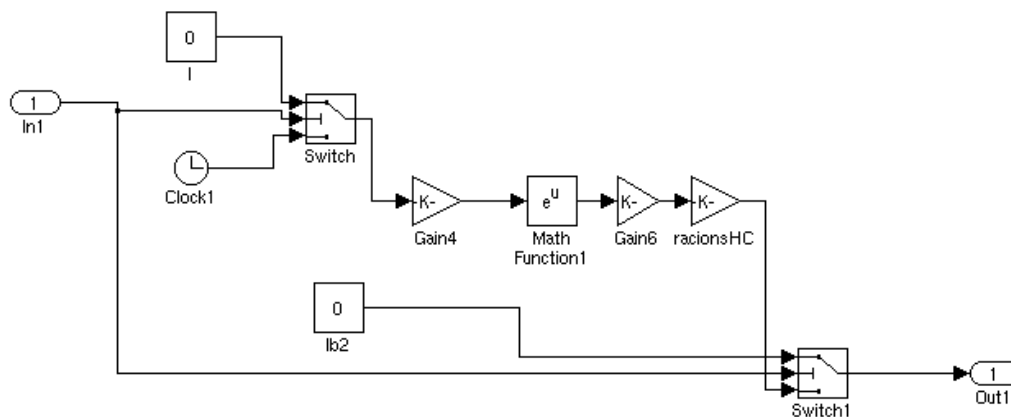 0
I
1
In1
Switch
Clock1
-K-
Gain4
e^u
Math
Function1
-K-
Gain6
-K-
racionsHC
0
Ib2
Switch1
1
Out1